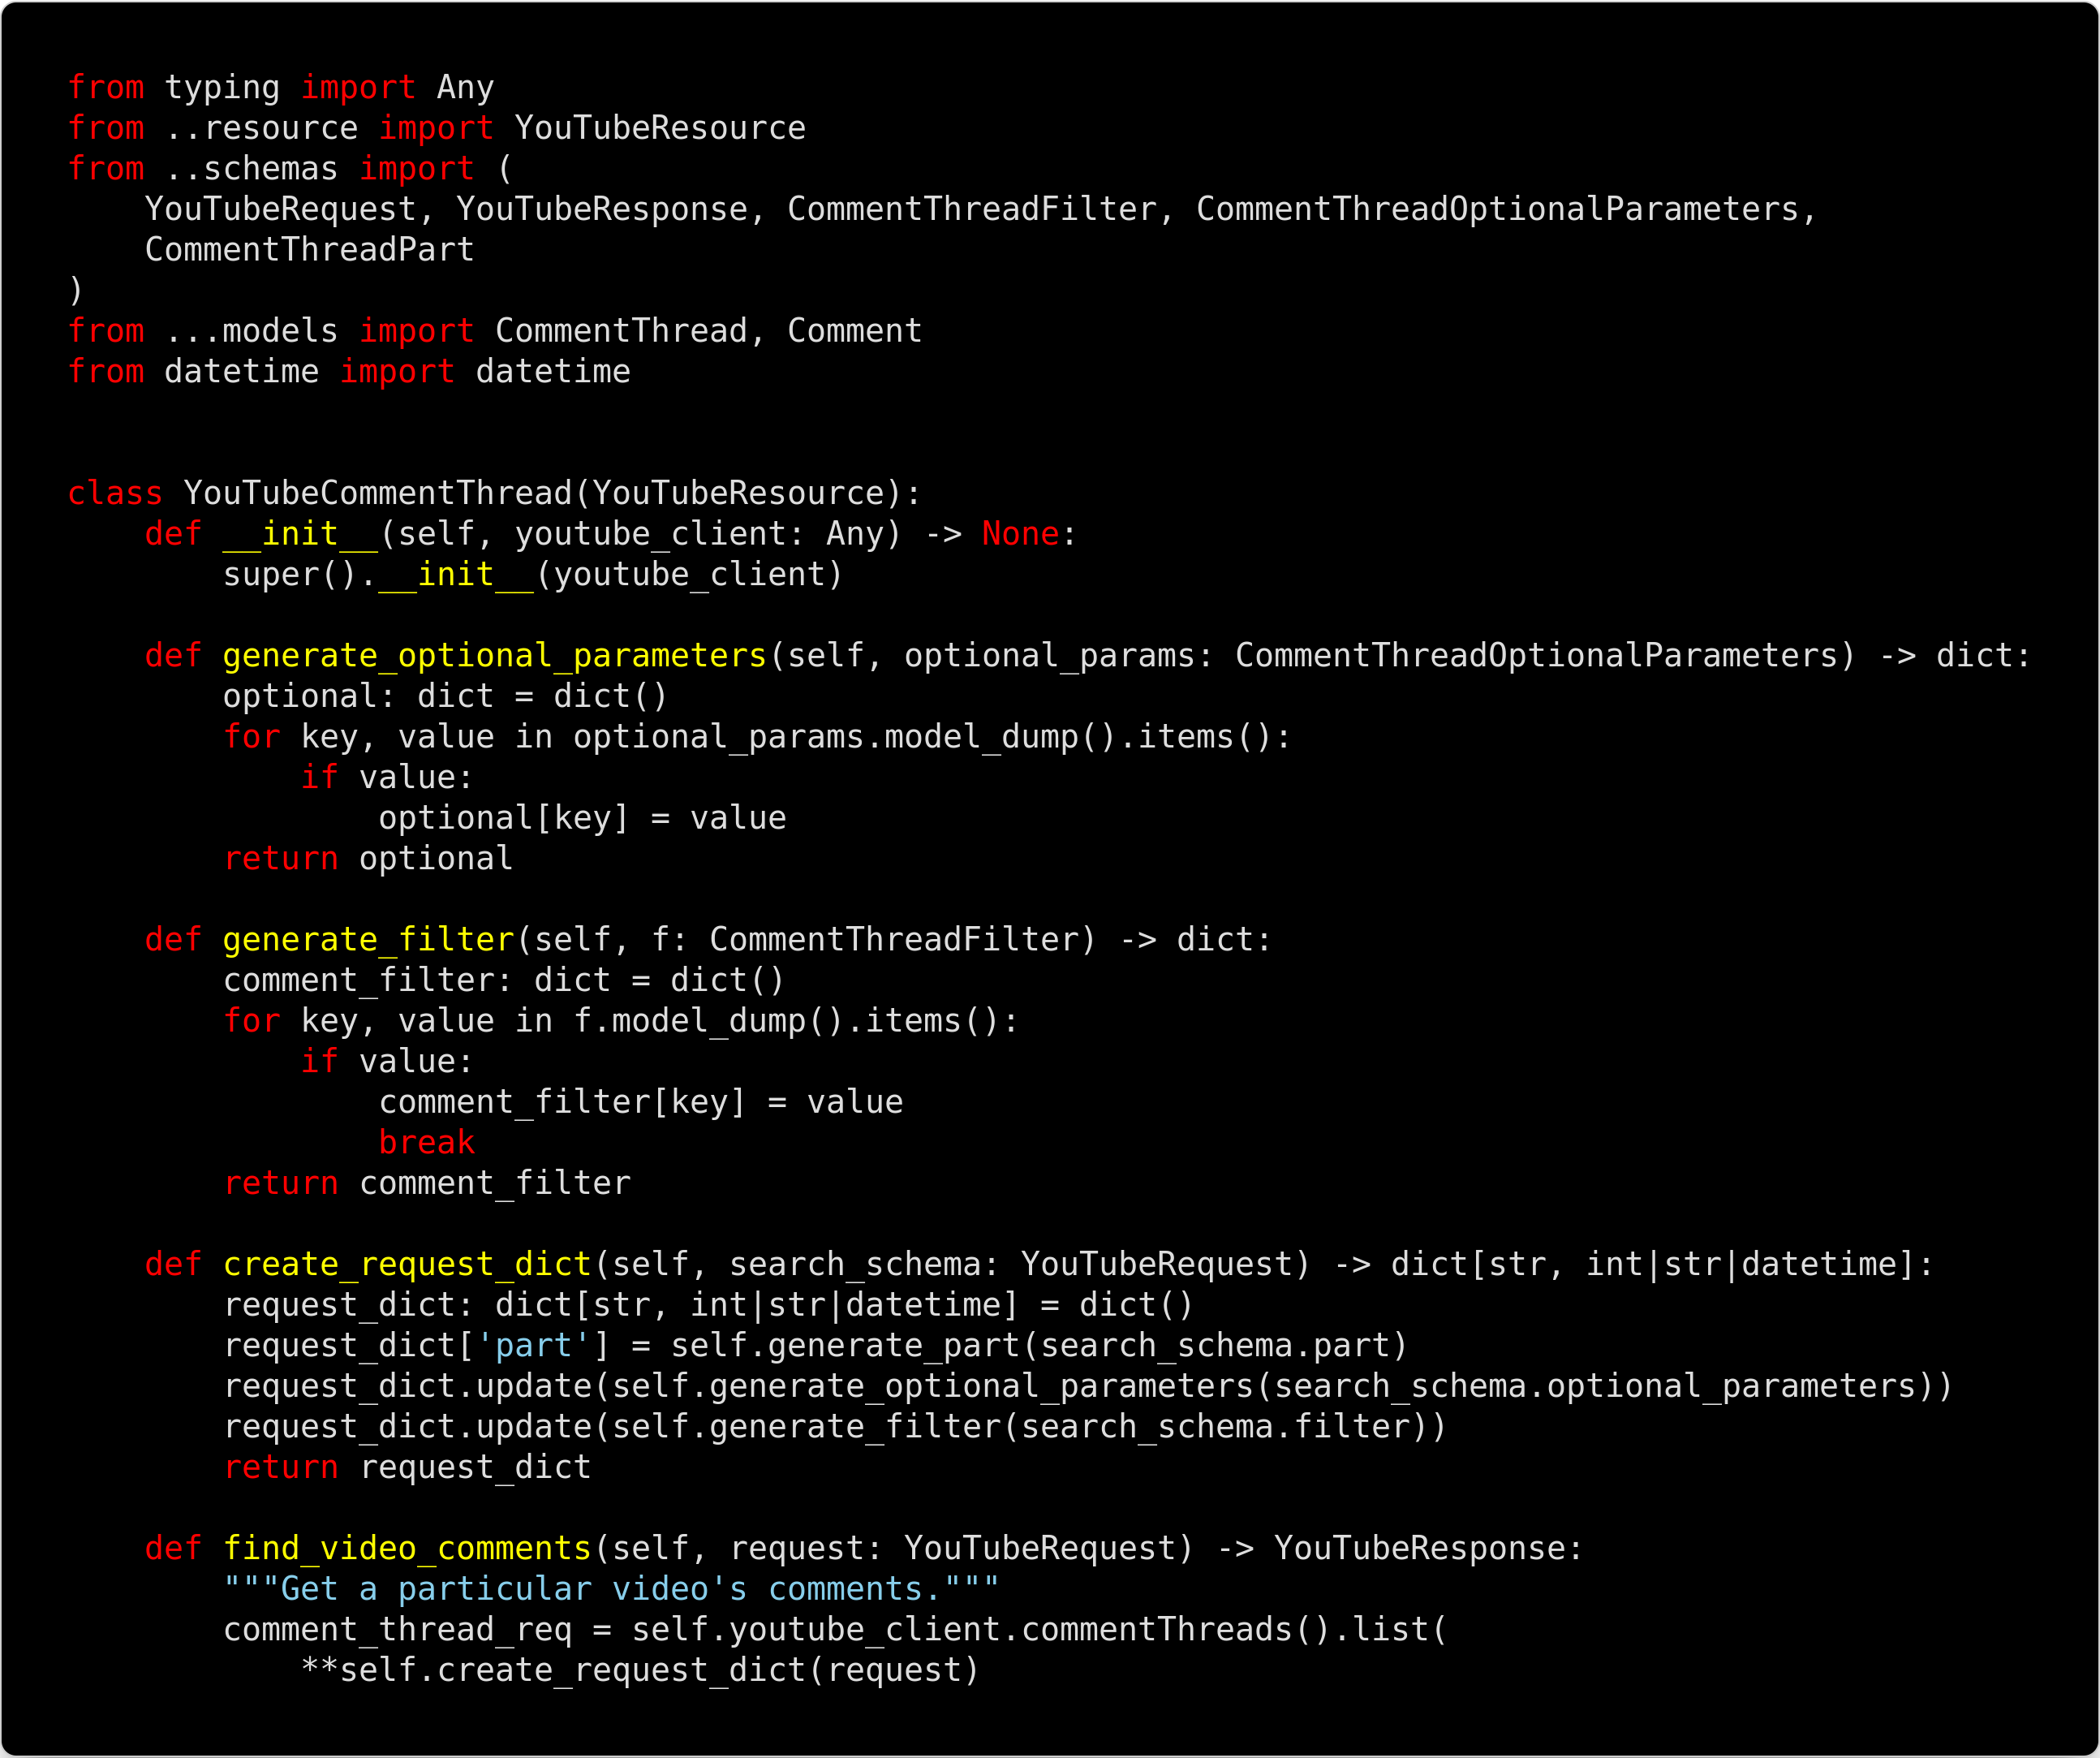 from typing import Any
from ..resource import YouTubeResource
from ..schemas import (
    YouTubeRequest, YouTubeResponse, CommentThreadFilter, CommentThreadOptionalParameters,
    CommentThreadPart
)
from ...models import CommentThread, Comment
from datetime import datetime


class YouTubeCommentThread(YouTubeResource):
    def __init__(self, youtube_client: Any) -> None:
        super().__init__(youtube_client)

    def generate_optional_parameters(self, optional_params: CommentThreadOptionalParameters) -> dict:
        optional: dict = dict()
        for key, value in optional_params.model_dump().items():
            if value:
                optional[key] = value
        return optional

    def generate_filter(self, f: CommentThreadFilter) -> dict:
        comment_filter: dict = dict()
        for key, value in f.model_dump().items():
            if value:
                comment_filter[key] = value
                break
        return comment_filter

    def create_request_dict(self, search_schema: YouTubeRequest) -> dict[str, int|str|datetime]:
        request_dict: dict[str, int|str|datetime] = dict()
        request_dict['part'] = self.generate_part(search_schema.part)
        request_dict.update(self.generate_optional_parameters(search_schema.optional_parameters))
        request_dict.update(self.generate_filter(search_schema.filter))
        return request_dict

    def find_video_comments(self, request: YouTubeRequest) -> YouTubeResponse:
        """Get a particular video's comments."""
        comment_thread_req = self.youtube_client.commentThreads().list(
            **self.create_request_dict(request)